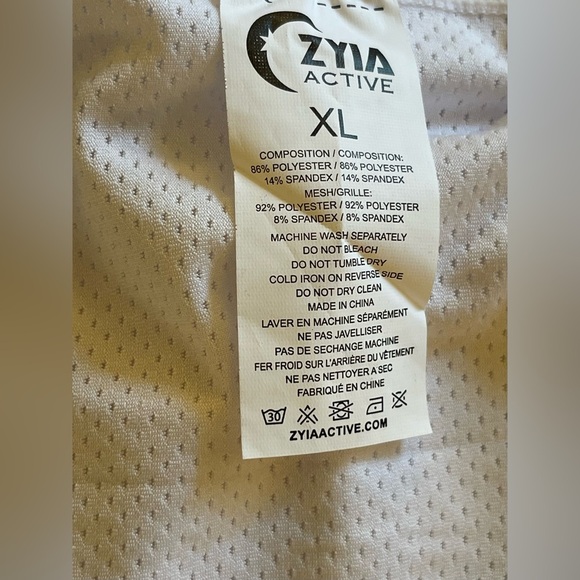 ZYIA
ACTIVE
XL
COMPOSITION / COMPOSITION:
86% POLYESTER / 86% POLYESTER
14% SPANDEX / 14% SPANDEX
MESH/GRILLE:
92% POLYESTER / 92% POLYESTER
8% SPANDEX / 8% SPANDEX
MACHINE WASH SEPARATELY
DO NOT BLEACH
DO NOT TUMBLE DRY
COLD IRON ON REVERSE SIDE
DO NOT DRY CLEAN
MADE IN CHINA
LAVER EN MACHINE SÉPARÉMENT
NE PAS JAVELLISER
PAS DE SECHANGE MACHINE
FER FROID SUR L'ARRIÈRE DU VÊTEMENT
NE PAS NETTOYER A SEC
FABRIQUÉ EN CHINE
30
ZYIAACTIVE.COM